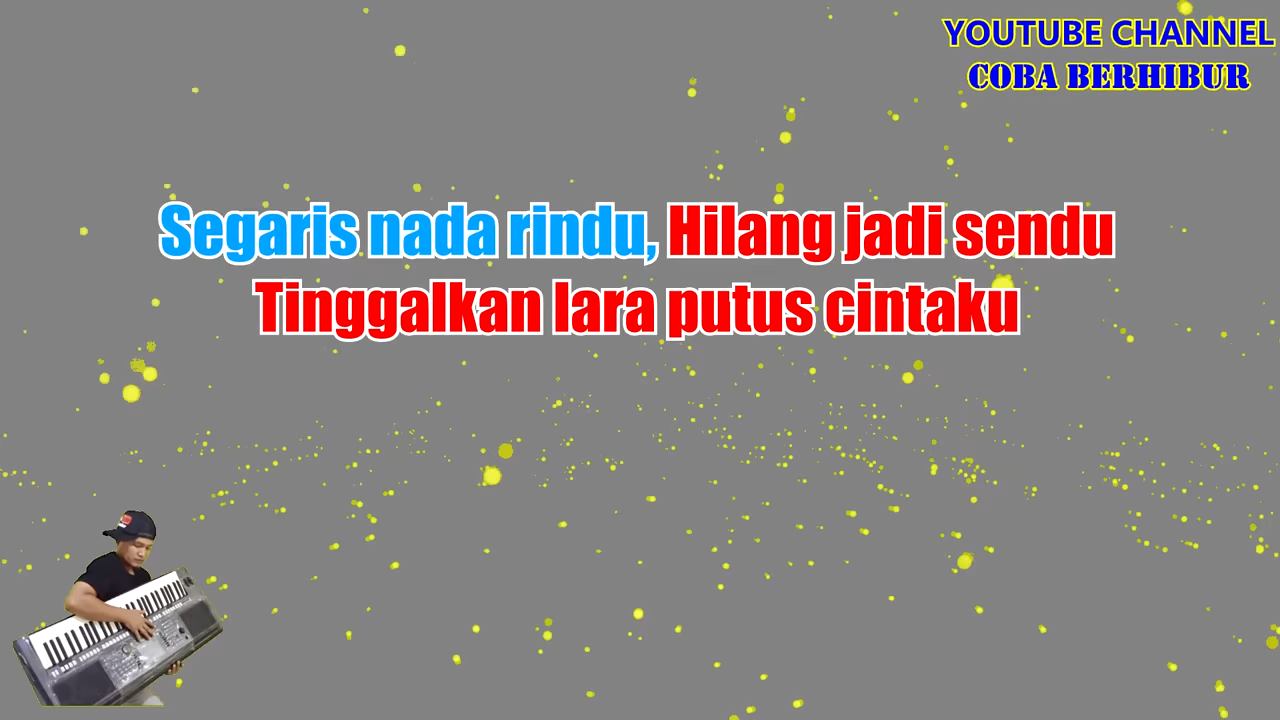 YOUTUBE CHANNEL
COBA BERHIBUR
Segaris nada rindu, Hilang jadi sendu
Tinggalkan lara putus cintaku